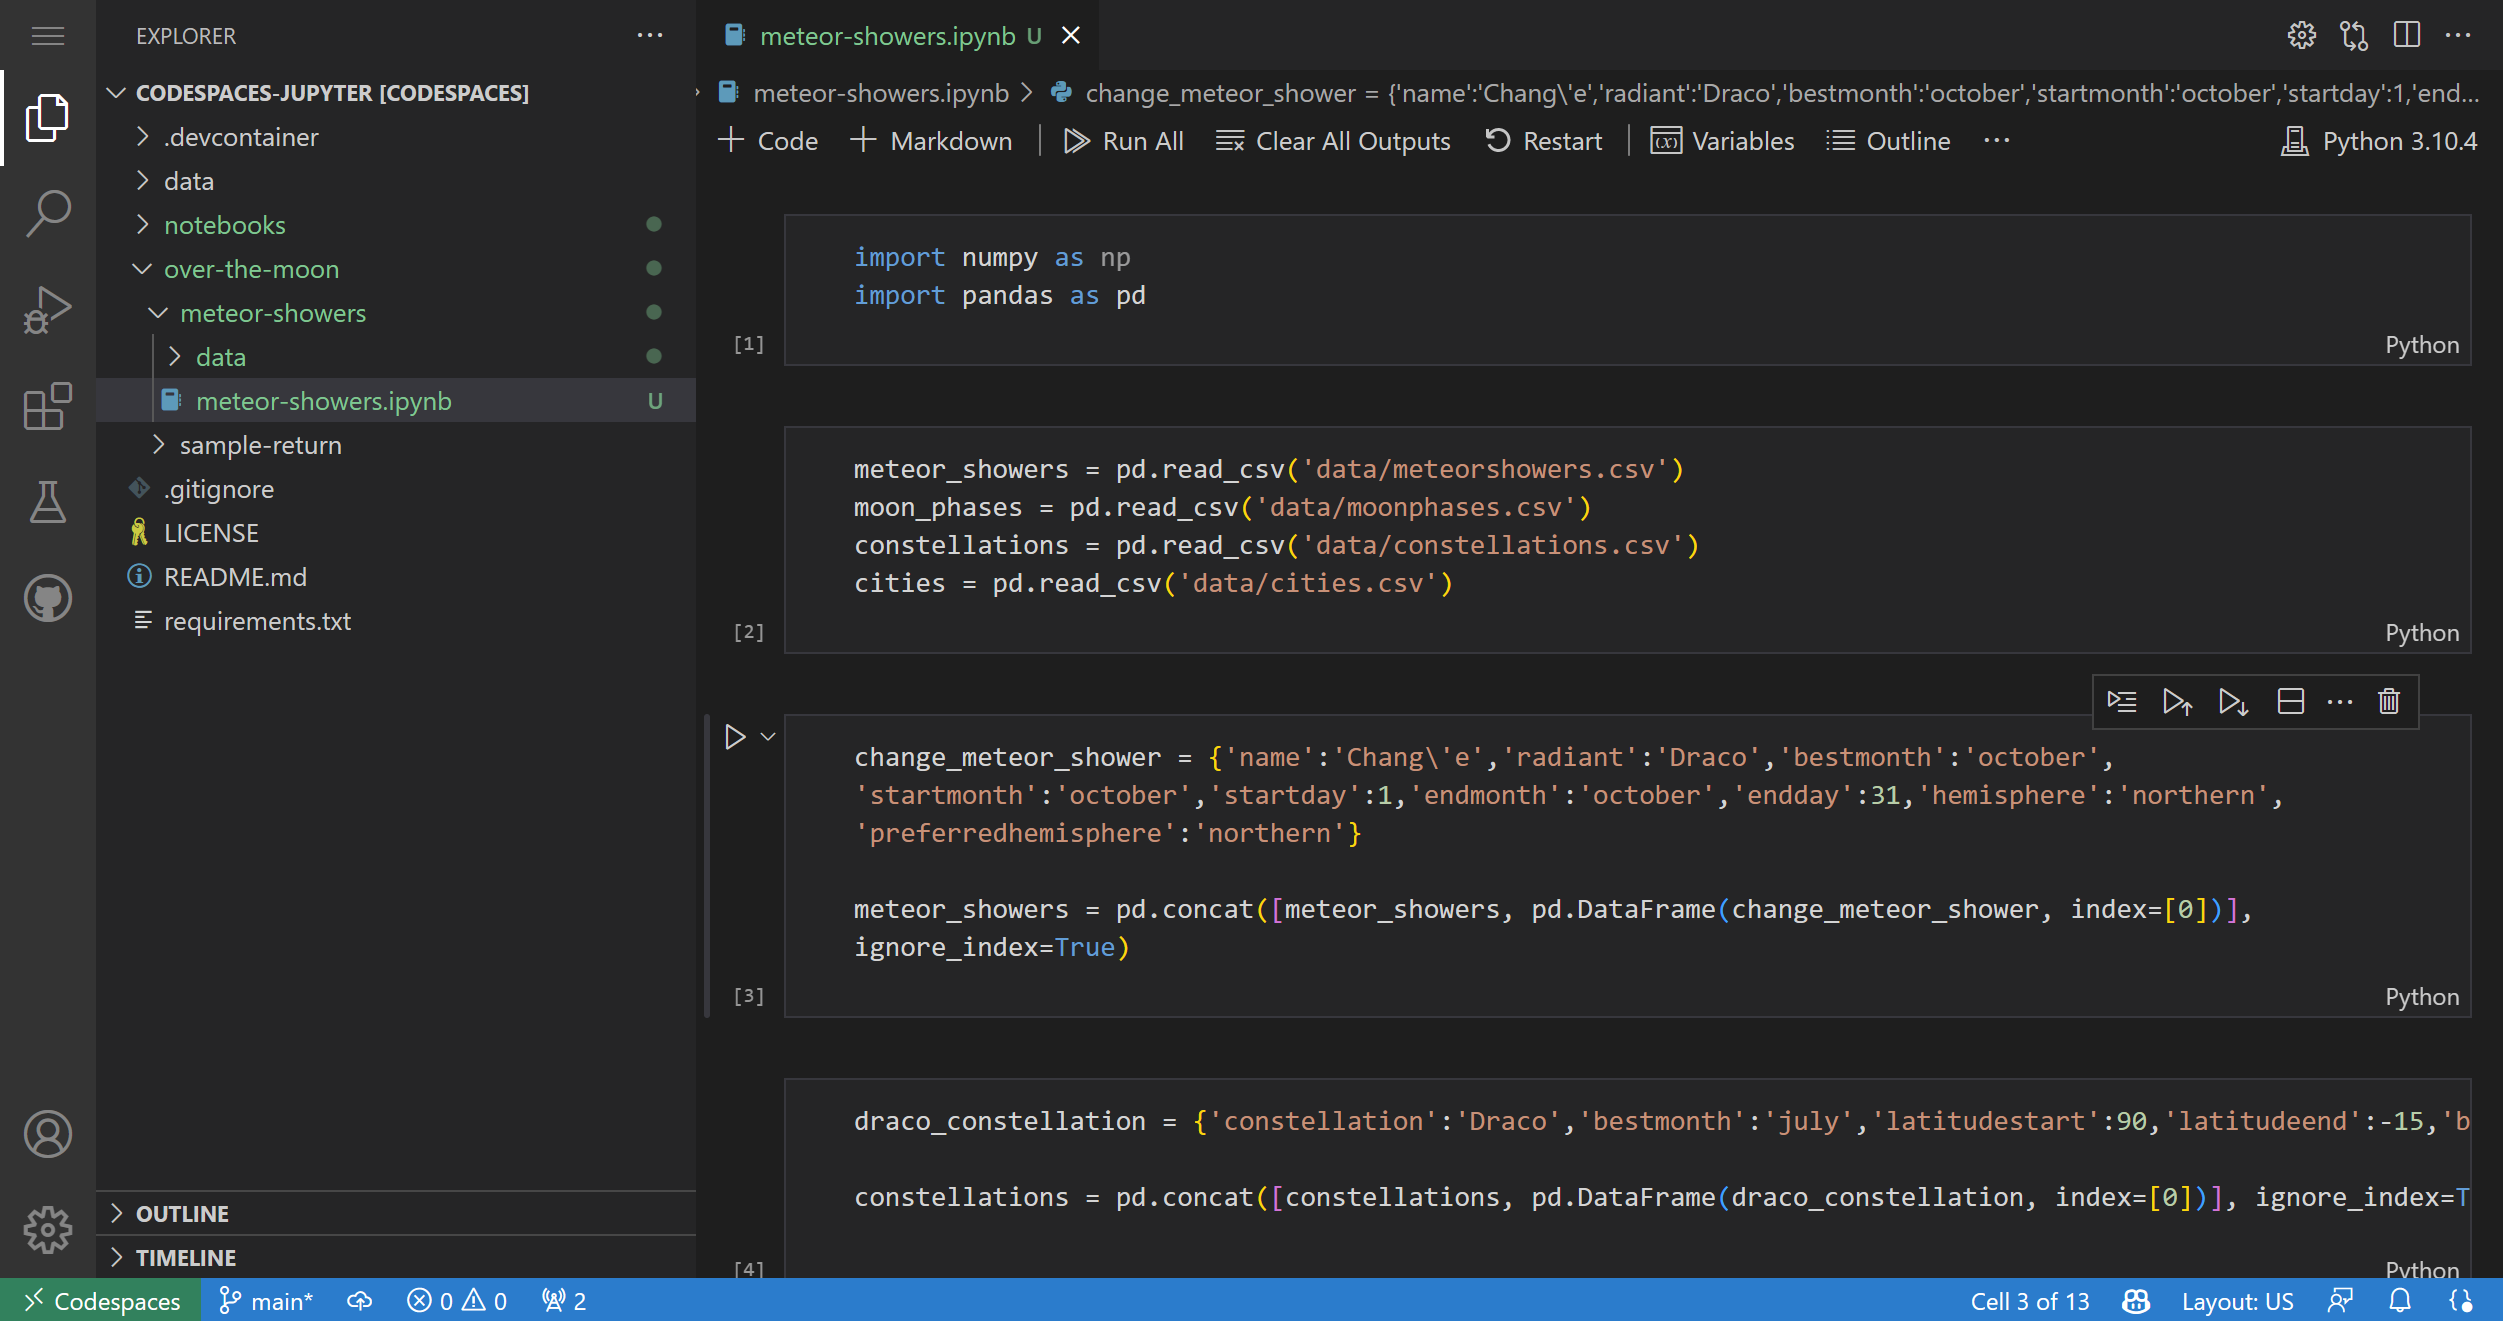 EXPLORER
CODESPACES-JUPYTER [CODESPACES]
.devcontainer
data
notebooks
over-the-moon
meteor-showers
data
meteor-showers.ipynb U
sample-return
.gitignore
LICENSE
README.md
requirements.txt
OUTLINE
TIMELINE
meteor-showers.ipynb U
meteor-showers.ipynb > change_meteor_shower = {'name':'Chang\'e','radiant':'Draco','bestmonth':'october','startmonth':'october','startday':1,'end...
+ Code + Markdown Run All Clear All Outputs Restart Variables Outline ... Python 3.10.4
import numpy as np
import pandas as pd
[1] Python
meteor_showers = pd.read_csv('data/meteorshowers.csv')
moon_phases = pd.read_csv('data/moonphases.csv')
constellations = pd.read_csv('data/constellations.csv')
cities = pd.read_csv('data/cities.csv')
[2] Python
change_meteor_shower = {'name':'Chang\'e','radiant':'Draco','bestmonth':'october',
'startmonth':'october','startday':1,'endmonth':'october','endday':31,'hemisphere':'northern',
'preferredhemisphere':'northern'}
meteor_showers = pd.concat([meteor_showers, pd.DataFrame(change_meteor_shower, index=[0])],
ignore_index=True)
[3] Python
draco_constellation = {'constellation':'Draco','bestmonth':'july','latitudestart':90,'latitudeend':-15,'b
constellations = pd.concat([constellations, pd.DataFrame(draco_constellation, index=[0])], ignore_index=T
[4] Python
Codespaces main* 0 0 2 Cell 3 of 13 Layout: US